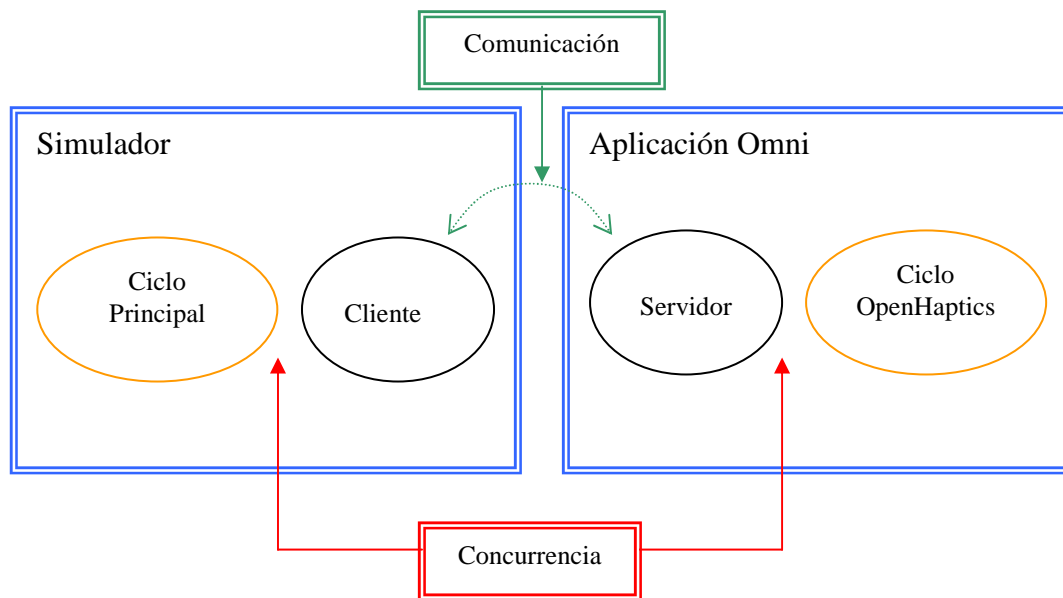 Comunicación
Simulador
Aplicación Omni
Ciclo
Principal
Cliente
Servidor
Ciclo
OpenHaptics
Concurrencia